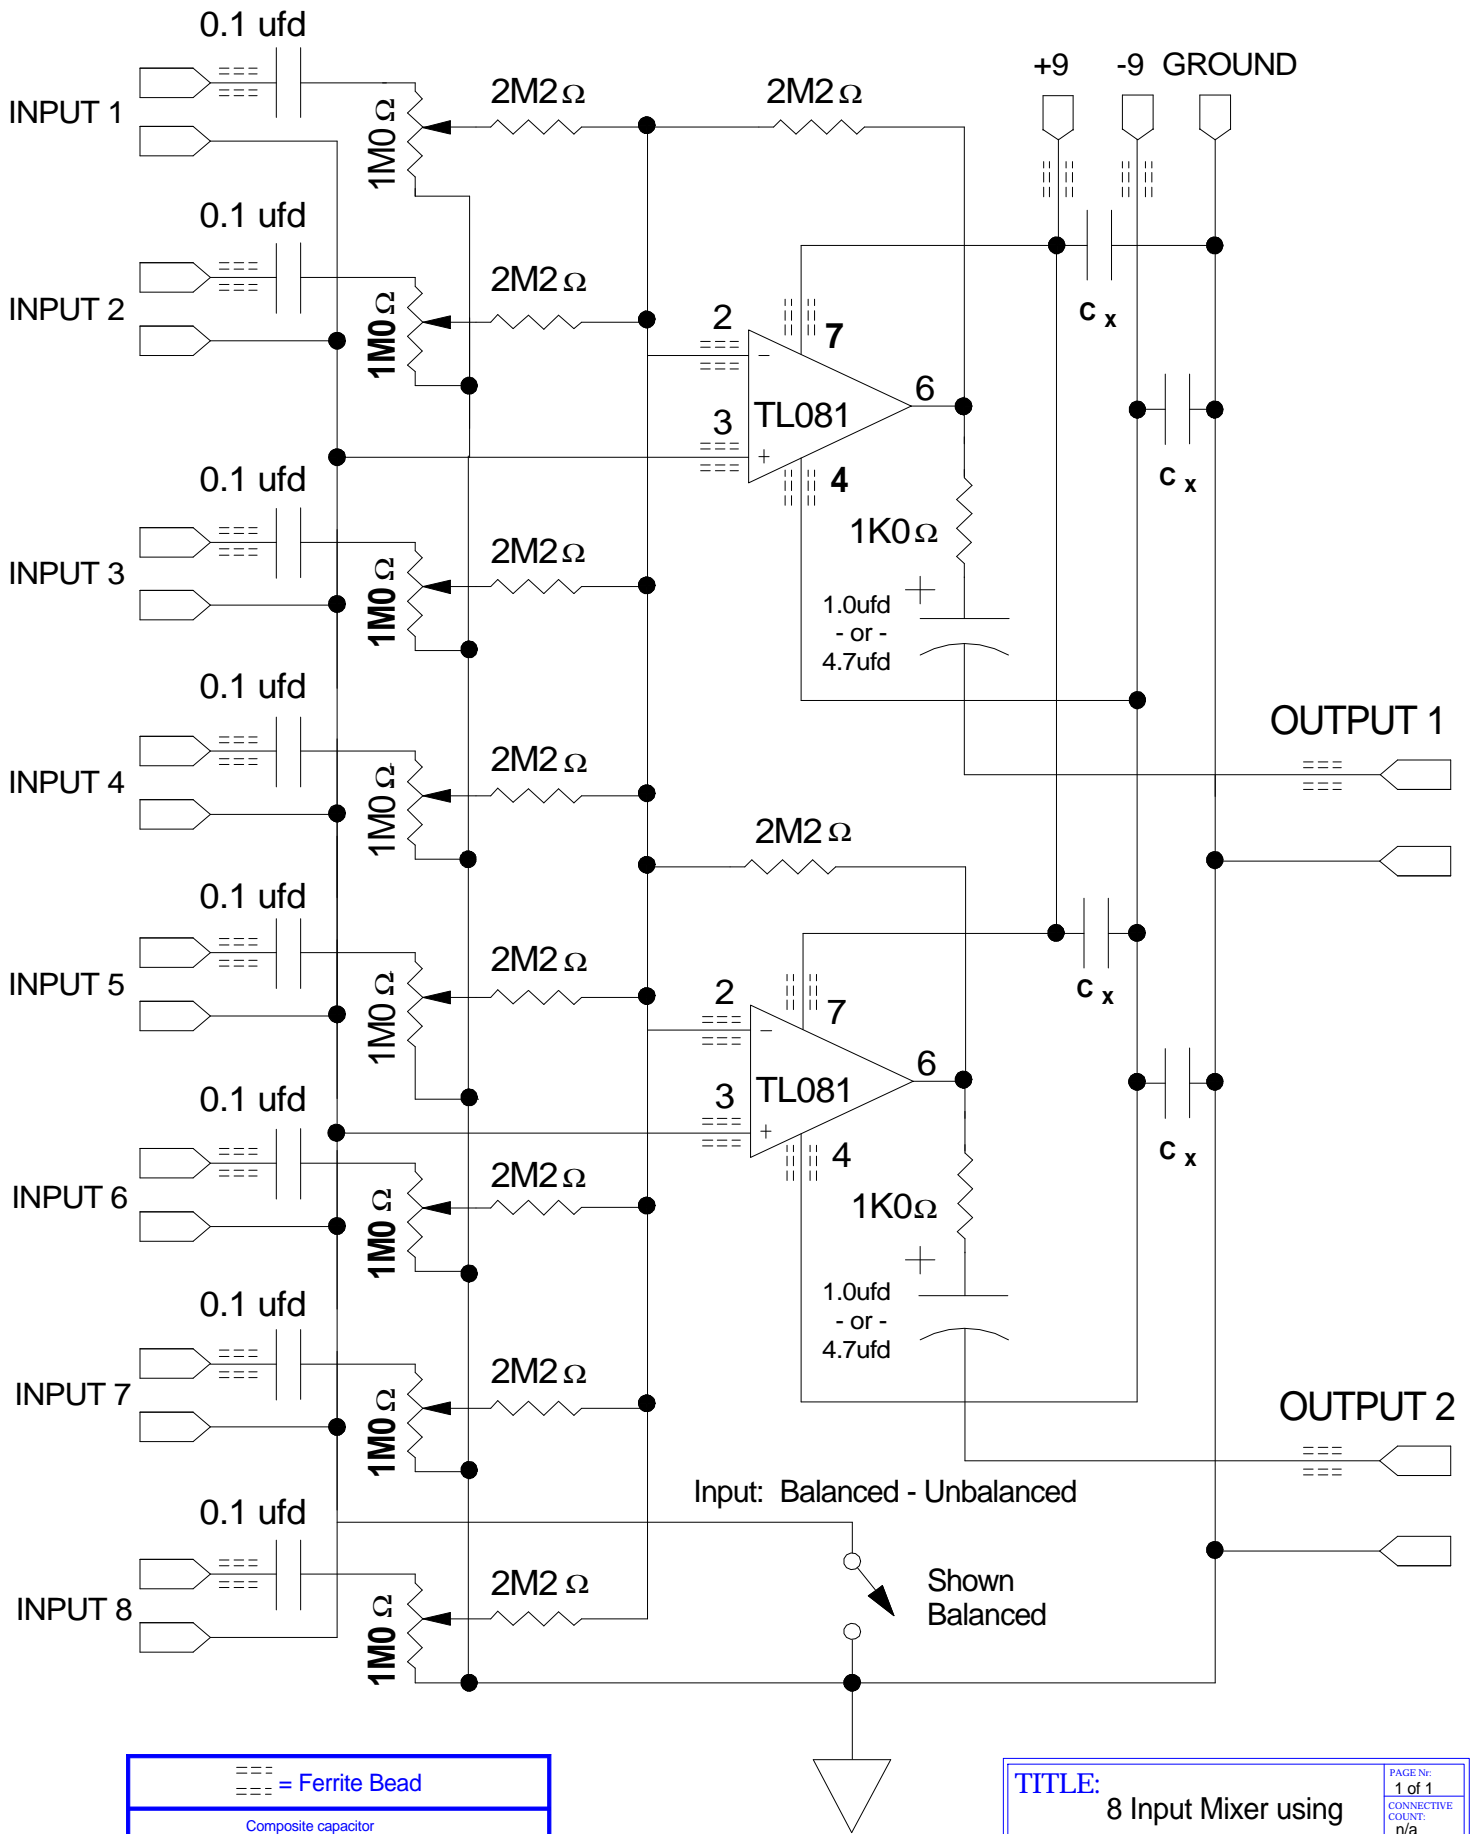 0.1 ufd
INPUT 1
1M0 Ω
2M2 Ω
2M2 Ω
+9 -9 GROUND
0.1 ufd
INPUT 2
1M0 Ω
2M2 Ω
2
7
3
TL081
6
4
- 
+
C x
C x
0.1 ufd
INPUT 3
1M0 Ω
2M2 Ω
1K0 Ω
+
1.0ufd
- or -
4.7ufd
0.1 ufd
INPUT 4
1M0 Ω
2M2 Ω
OUTPUT 1
2M2 Ω
0.1 ufd
INPUT 5
1M0 Ω
2M2 Ω
2
7
3
TL081
6
4
-
+
C x
C x
0.1 ufd
INPUT 6
1M0 Ω
2M2 Ω
1K0Ω
+
1.0ufd
- or -
4.7ufd
0.1 ufd
INPUT 7
1M0 Ω
2M2 Ω
OUTPUT 2
Input: Balanced - Unbalanced
0.1 ufd
INPUT 8
1M0 Ω
2M2 Ω
Shown
Balanced
= Ferrite Bead
Composite capacitor
TITLE:
8 Input Mixer using
PAGE Nr:
1 of 1
CONNECTIVE
COUNT:
n/a